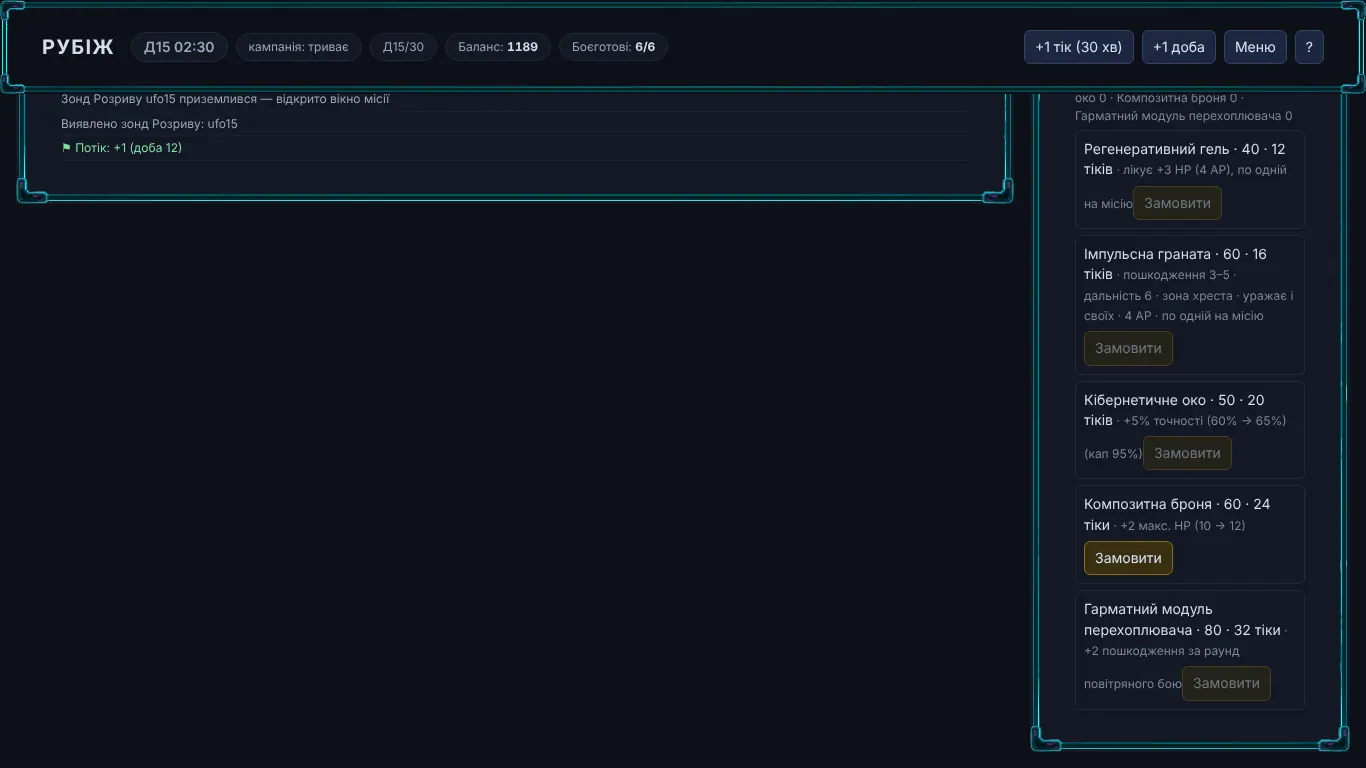 РУБІЖ
Д15 02:30
кампанія: триває
Д15/30
Баланс: 1189
Боєготові: 6/6
+1 тік (30 хв)
+1 доба
Меню
?
Зонд Розриву ufo15 приземлився — відкрито вікно місії
Виявлено зонд Розриву: ufo15
⚑ Потік: +1 (доба 12)
око 0 · Композитна броня 0 ·
Гарматний модуль перехоплювача 0
Регенеративний гель · 40 · 12
тіків · лікує +3 HP (4 AP), по одній
на місію Замовити
Імпульсна граната · 60 · 16
тіків · пошкодження 3–5 ·
дальність 6 · зона хреста · уражає і
своїх · 4 AP · по одній на місію
Замовити
Кібернетичне око · 50 · 20
тіків · +5% точності (60% → 65%)
(кап 95%) Замовити
Композитна броня · 60 · 24
тіки · +2 макс. HP (10 → 12)
Замовити
Гарматний модуль
перехоплювача · 80 · 32 тіки ·
+2 пошкодження за раунд
повітряного бою Замовити